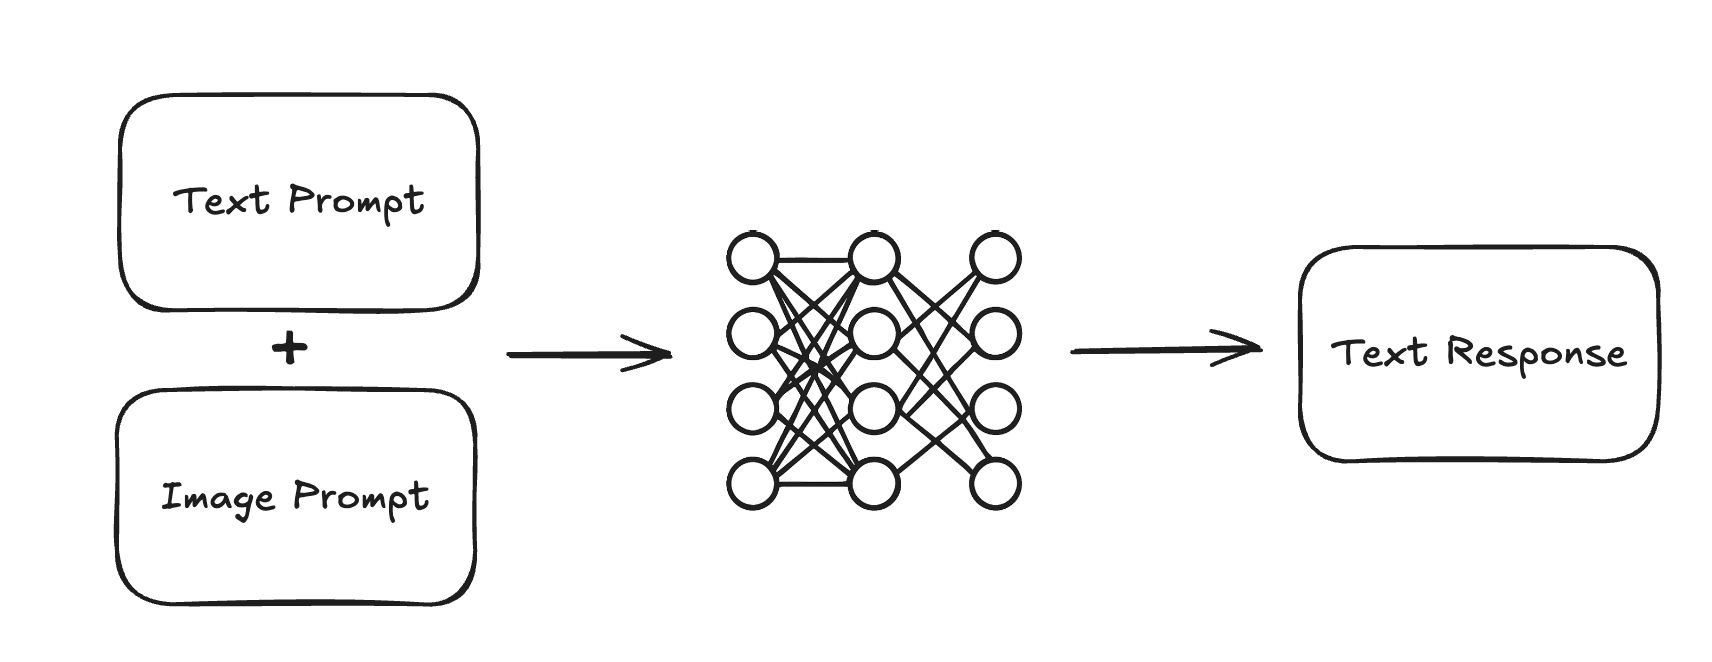 Text Prompt
+
Image Prompt
Text Response